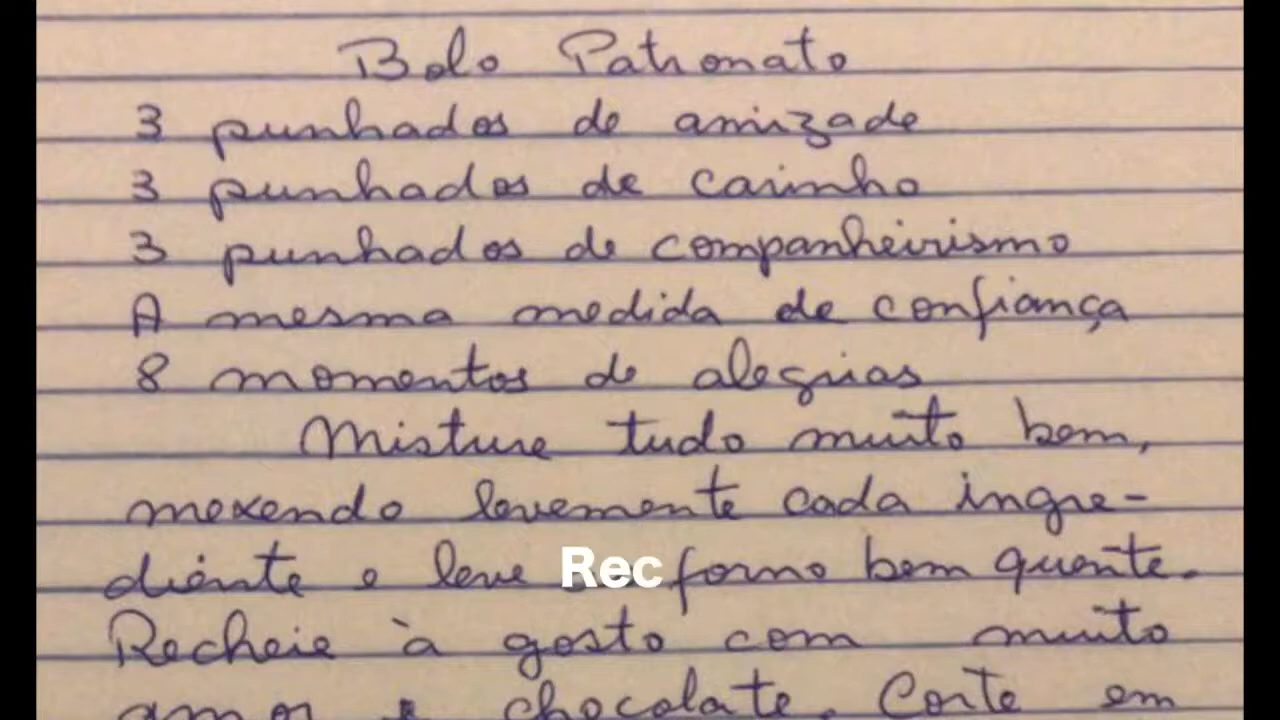 Bolo Patronato
3 punhados de amizade
3 punhados de carinho
3 punhados de companheirismo
A mesma medida de confiança
8 momentos de alegrias
Misture tudo muito bem,
mexendo levemente cada ingre-
diente e leve Rec forno bem quente.
Recheie à gosto com muito
amor e chocolate. Corte em